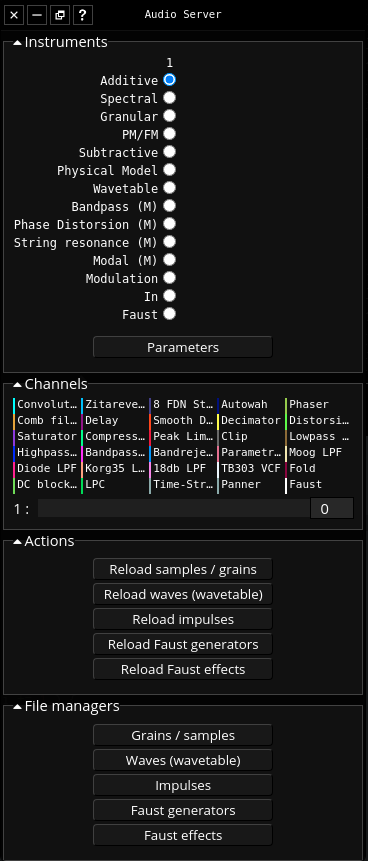 Audio Server
Instruments
1
Additive
Spectral
Granular
PM/FM
Subtractive
Physical Model
Wavetable
Bandpass (M)
Phase Distorsion (M)
String resonance (M)
Modal (M)
Modulation
In
Faust
Parameters
Channels
Convolut… Zitareve… 8 FDN St… Autowah Phaser
Comb fil… Delay Smooth D… Decimator Distorsi…
Saturator Compress… Peak Lim… Clip Lowpass …
Highpass… Bandpass… Bandreje… Parametr… Moog LPF
Diode LPF Korg35 L… 18db LPF TB303 VCF Fold
DC block… LPC Time-Str… Panner Faust
1 : 0
Actions
Reload samples / grains
Reload waves (wavetable)
Reload impulses
Reload Faust generators
Reload Faust effects
File managers
Grains / samples
Waves (wavetable)
Impulses
Faust generators
Faust effects